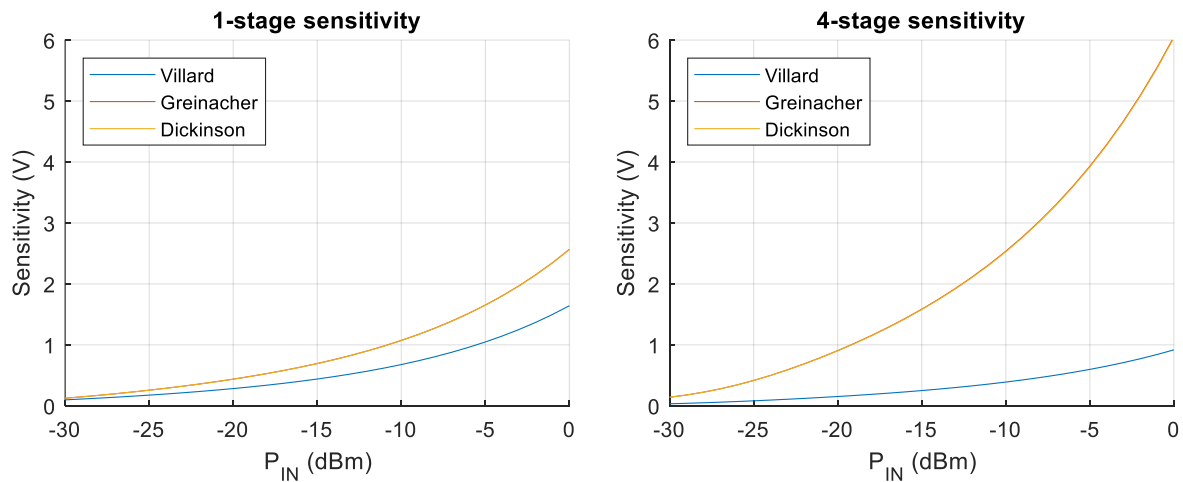 1-stage sensitivity
6
5
4
3
2
1
0
Sensitivity (V)
Villard
Greinacher
Dickinson
-30
-25
-20
-15
-10
-5
0
P_IN (dBm)
4-stage sensitivity
6
5
4
3
2
1
0
Sensitivity (V)
Villard
Greinacher
Dickinson
-30
-25
-20
-15
-10
-5
0
P_IN (dBm)